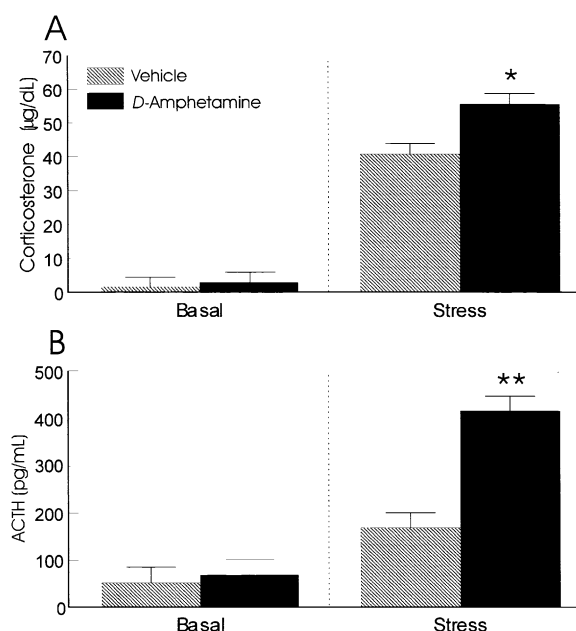 A
Corticosterone (µg/dL)
70
60
50
40
30
20
10
0
Vehicle
D-Amphetamine
*
Basal
Stress
B
ACTH (pg/mL)
500
400
300
200
100
0
**
Basal
Stress